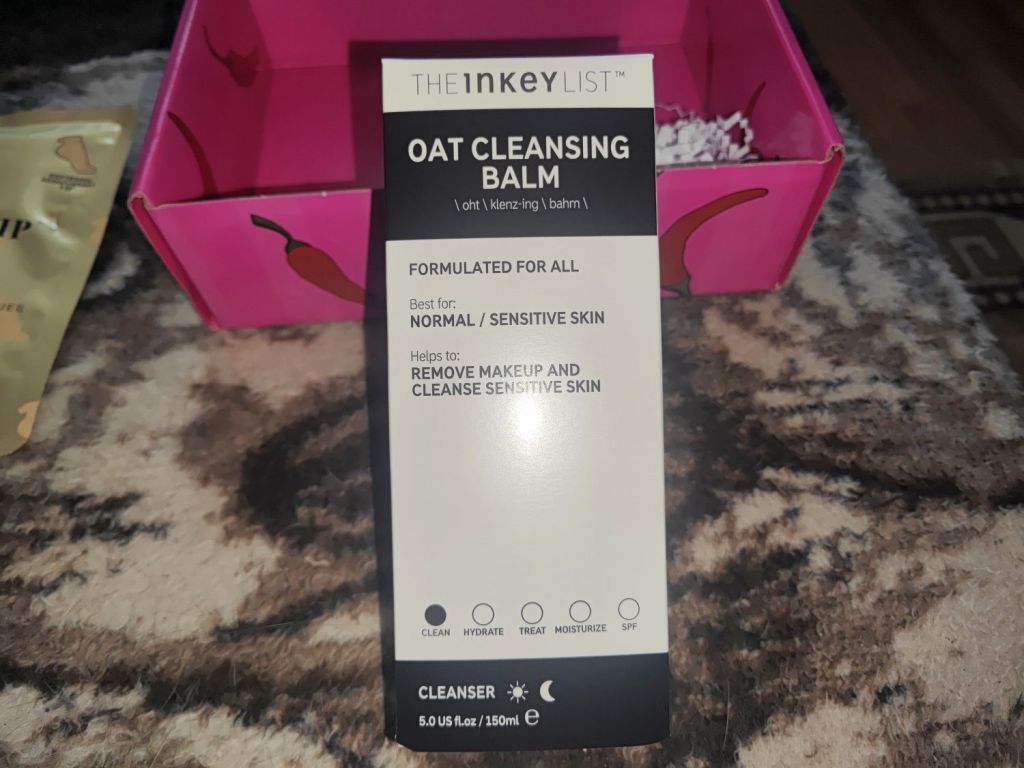 THE INKEY LIST™
OAT CLEANSING
BALM
\ oht \ klenz-ing \ bahm \
FORMULATED FOR ALL
Best for:
NORMAL / SENSITIVE SKIN
Helps to:
REMOVE MAKEUP AND
CLEANSE SENSITIVE SKIN
CLEAN HYDRATE TREAT MOISTURIZE SPF
CLEANSER
5.0 US fl.oz / 150ml ℮